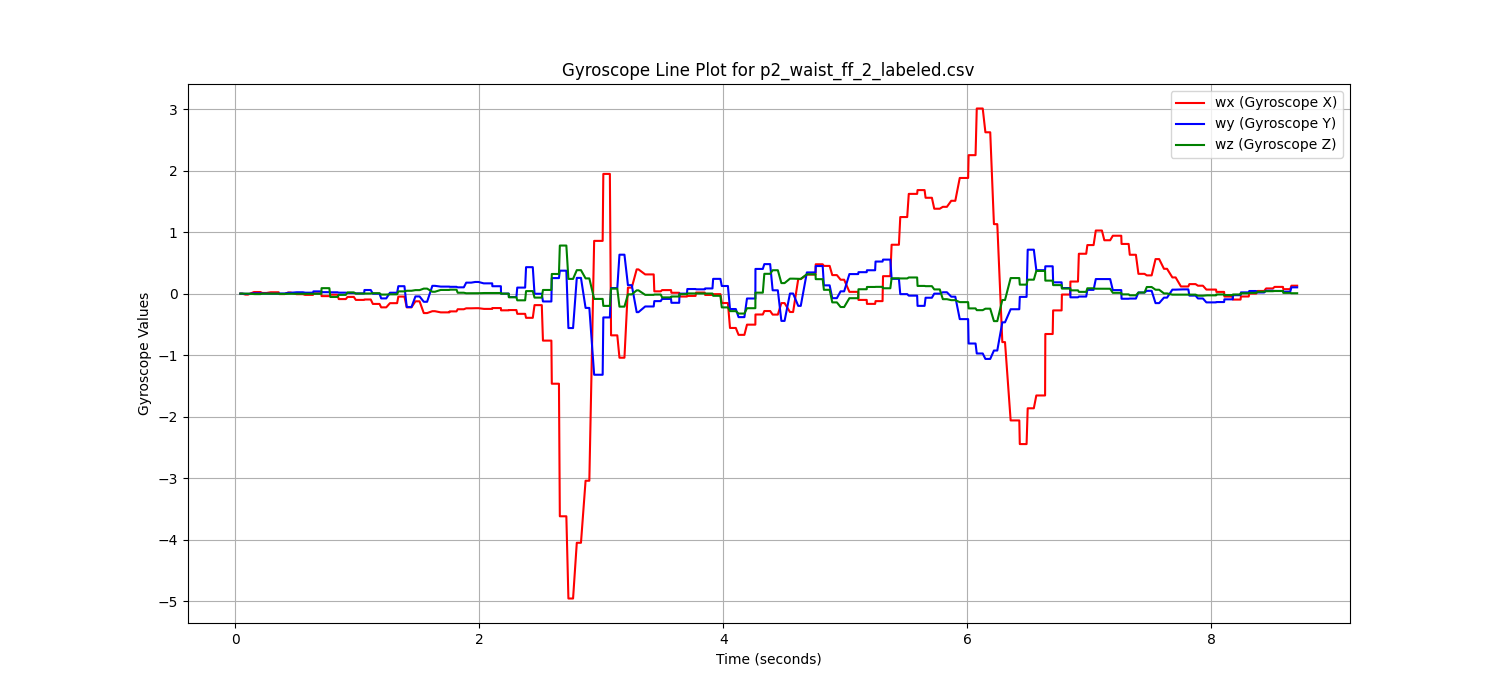 Gyroscope Line Plot for p2_waist_ff_2_labeled.csv
wx (Gyroscope X)
wy (Gyroscope Y)
wz (Gyroscope Z)
Gyroscope Values
3
2
1
0
−1
−2
−3
−4
−5
0 2 4 6 8
Time (seconds)